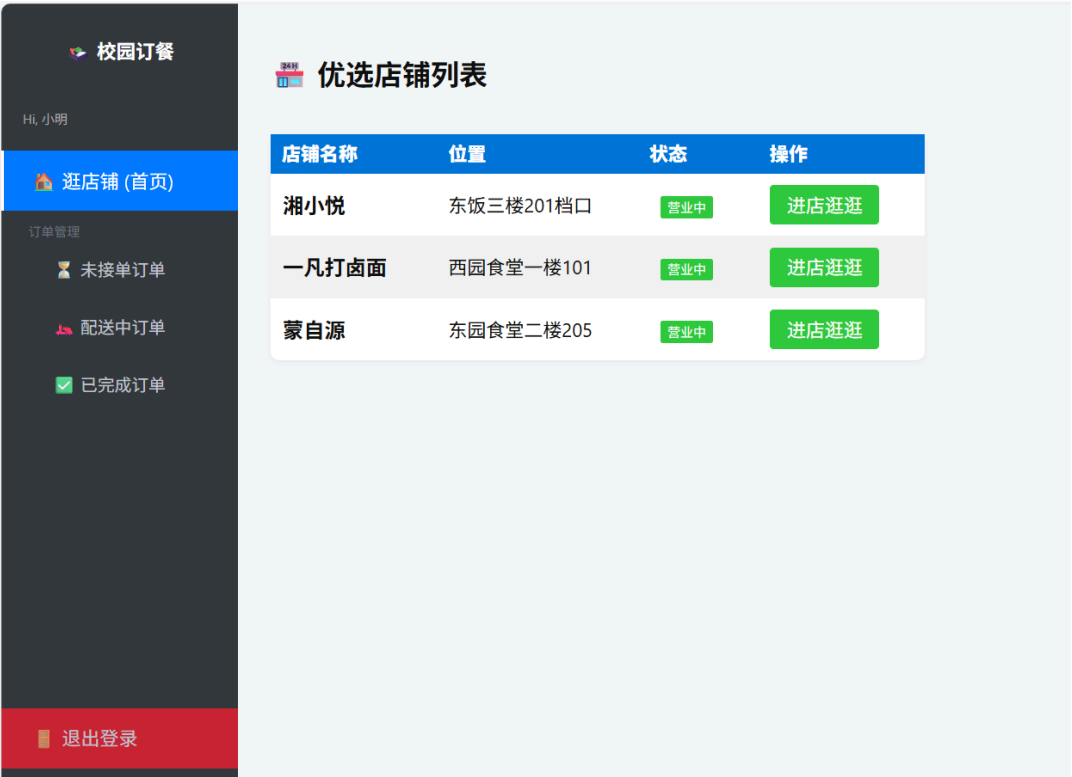 校园订餐
Hi, 小明
逛店铺 (首页)
订单管理
未接单订单
配送中订单
已完成订单
退出登录
24H
优选店铺列表
店铺名称 位置 状态 操作
湘小悦 东饭三楼201档口 营业中 进店逛逛
一凡打卤面 西园食堂一楼101 营业中 进店逛逛
蒙自源 东园食堂二楼205 营业中 进店逛逛